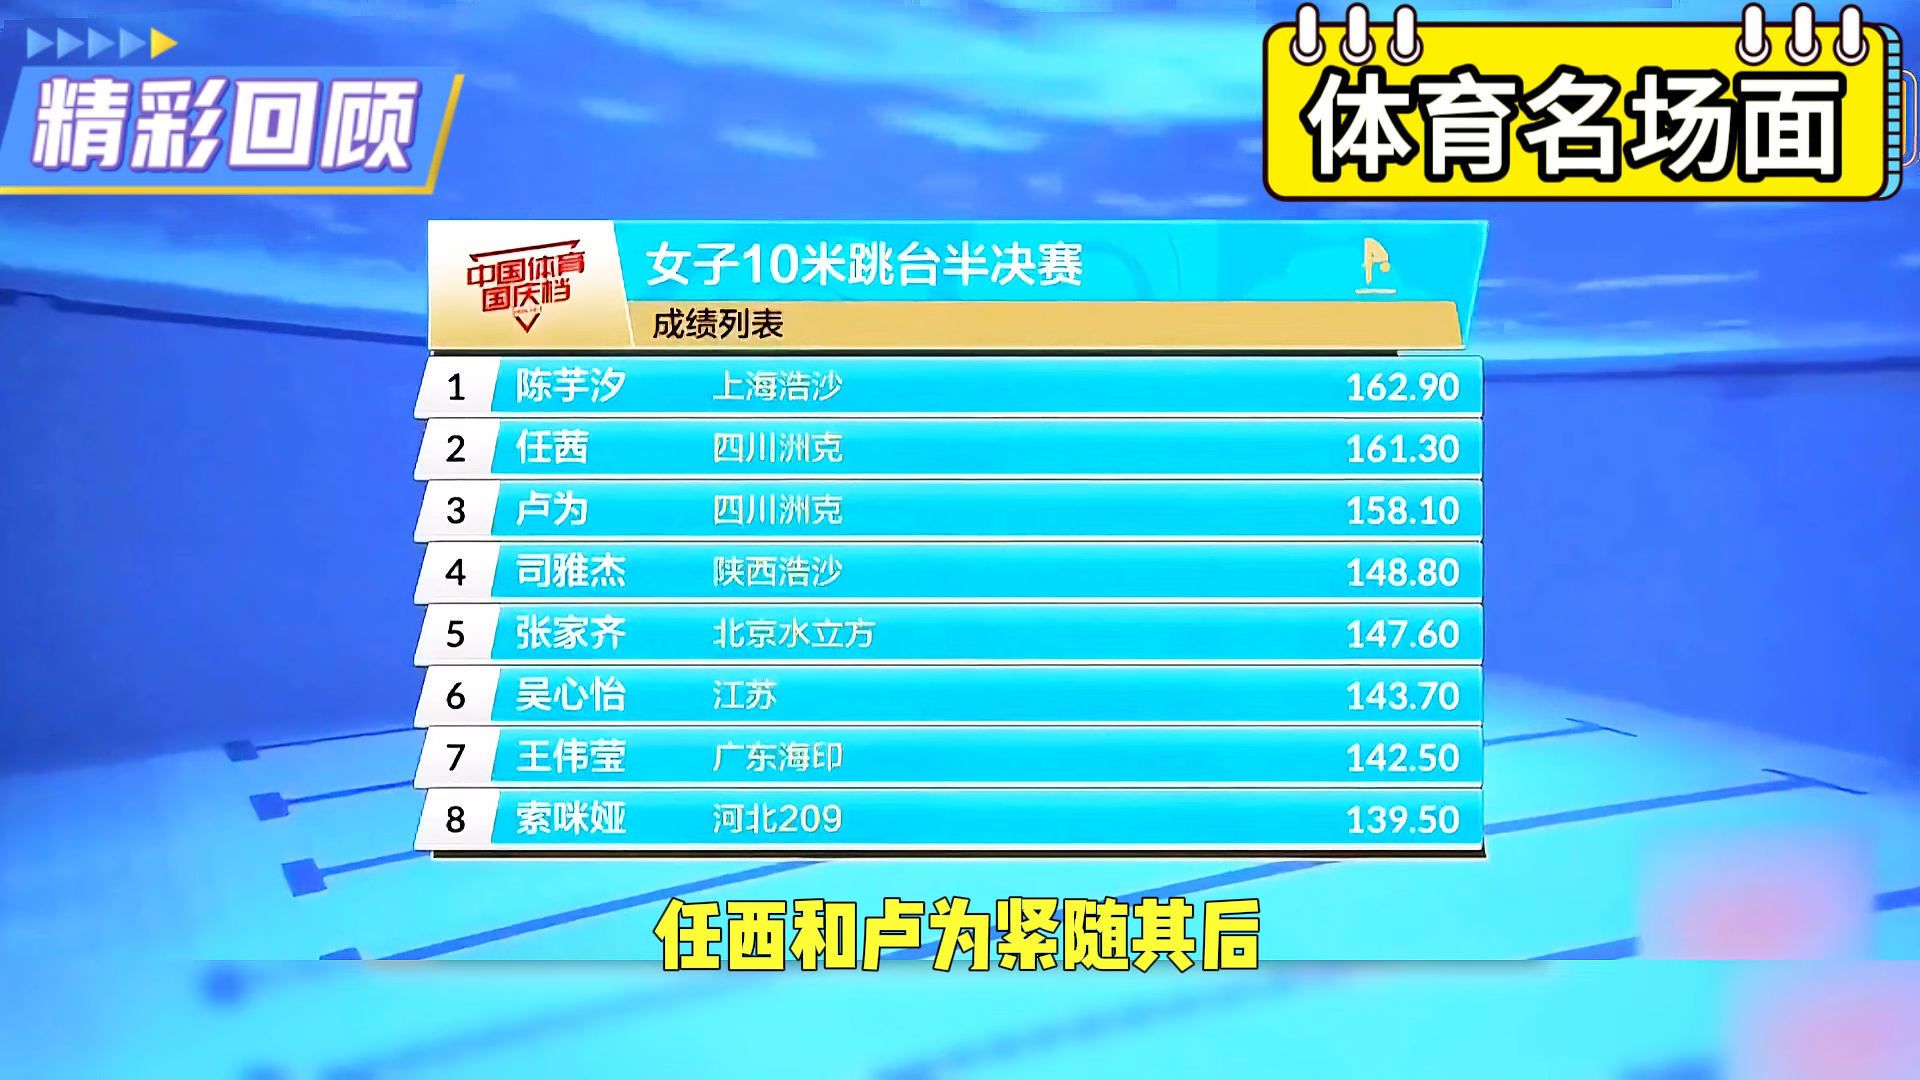 精彩回顾
体育名场面
中国体育
国庆档
女子10米跳台半决赛
成绩列表
1 陈芋汐 上海浩沙 162.90
2 任茜 四川洲克 161.30
3 卢为 四川洲克 158.10
4 司雅杰 陕西浩沙 148.80
5 张家齐 北京水立方 147.60
6 吴心怡 江苏 143.70
7 王伟莹 广东海印 142.50
8 索咪娅 河北209 139.50
任西和卢为紧随其后